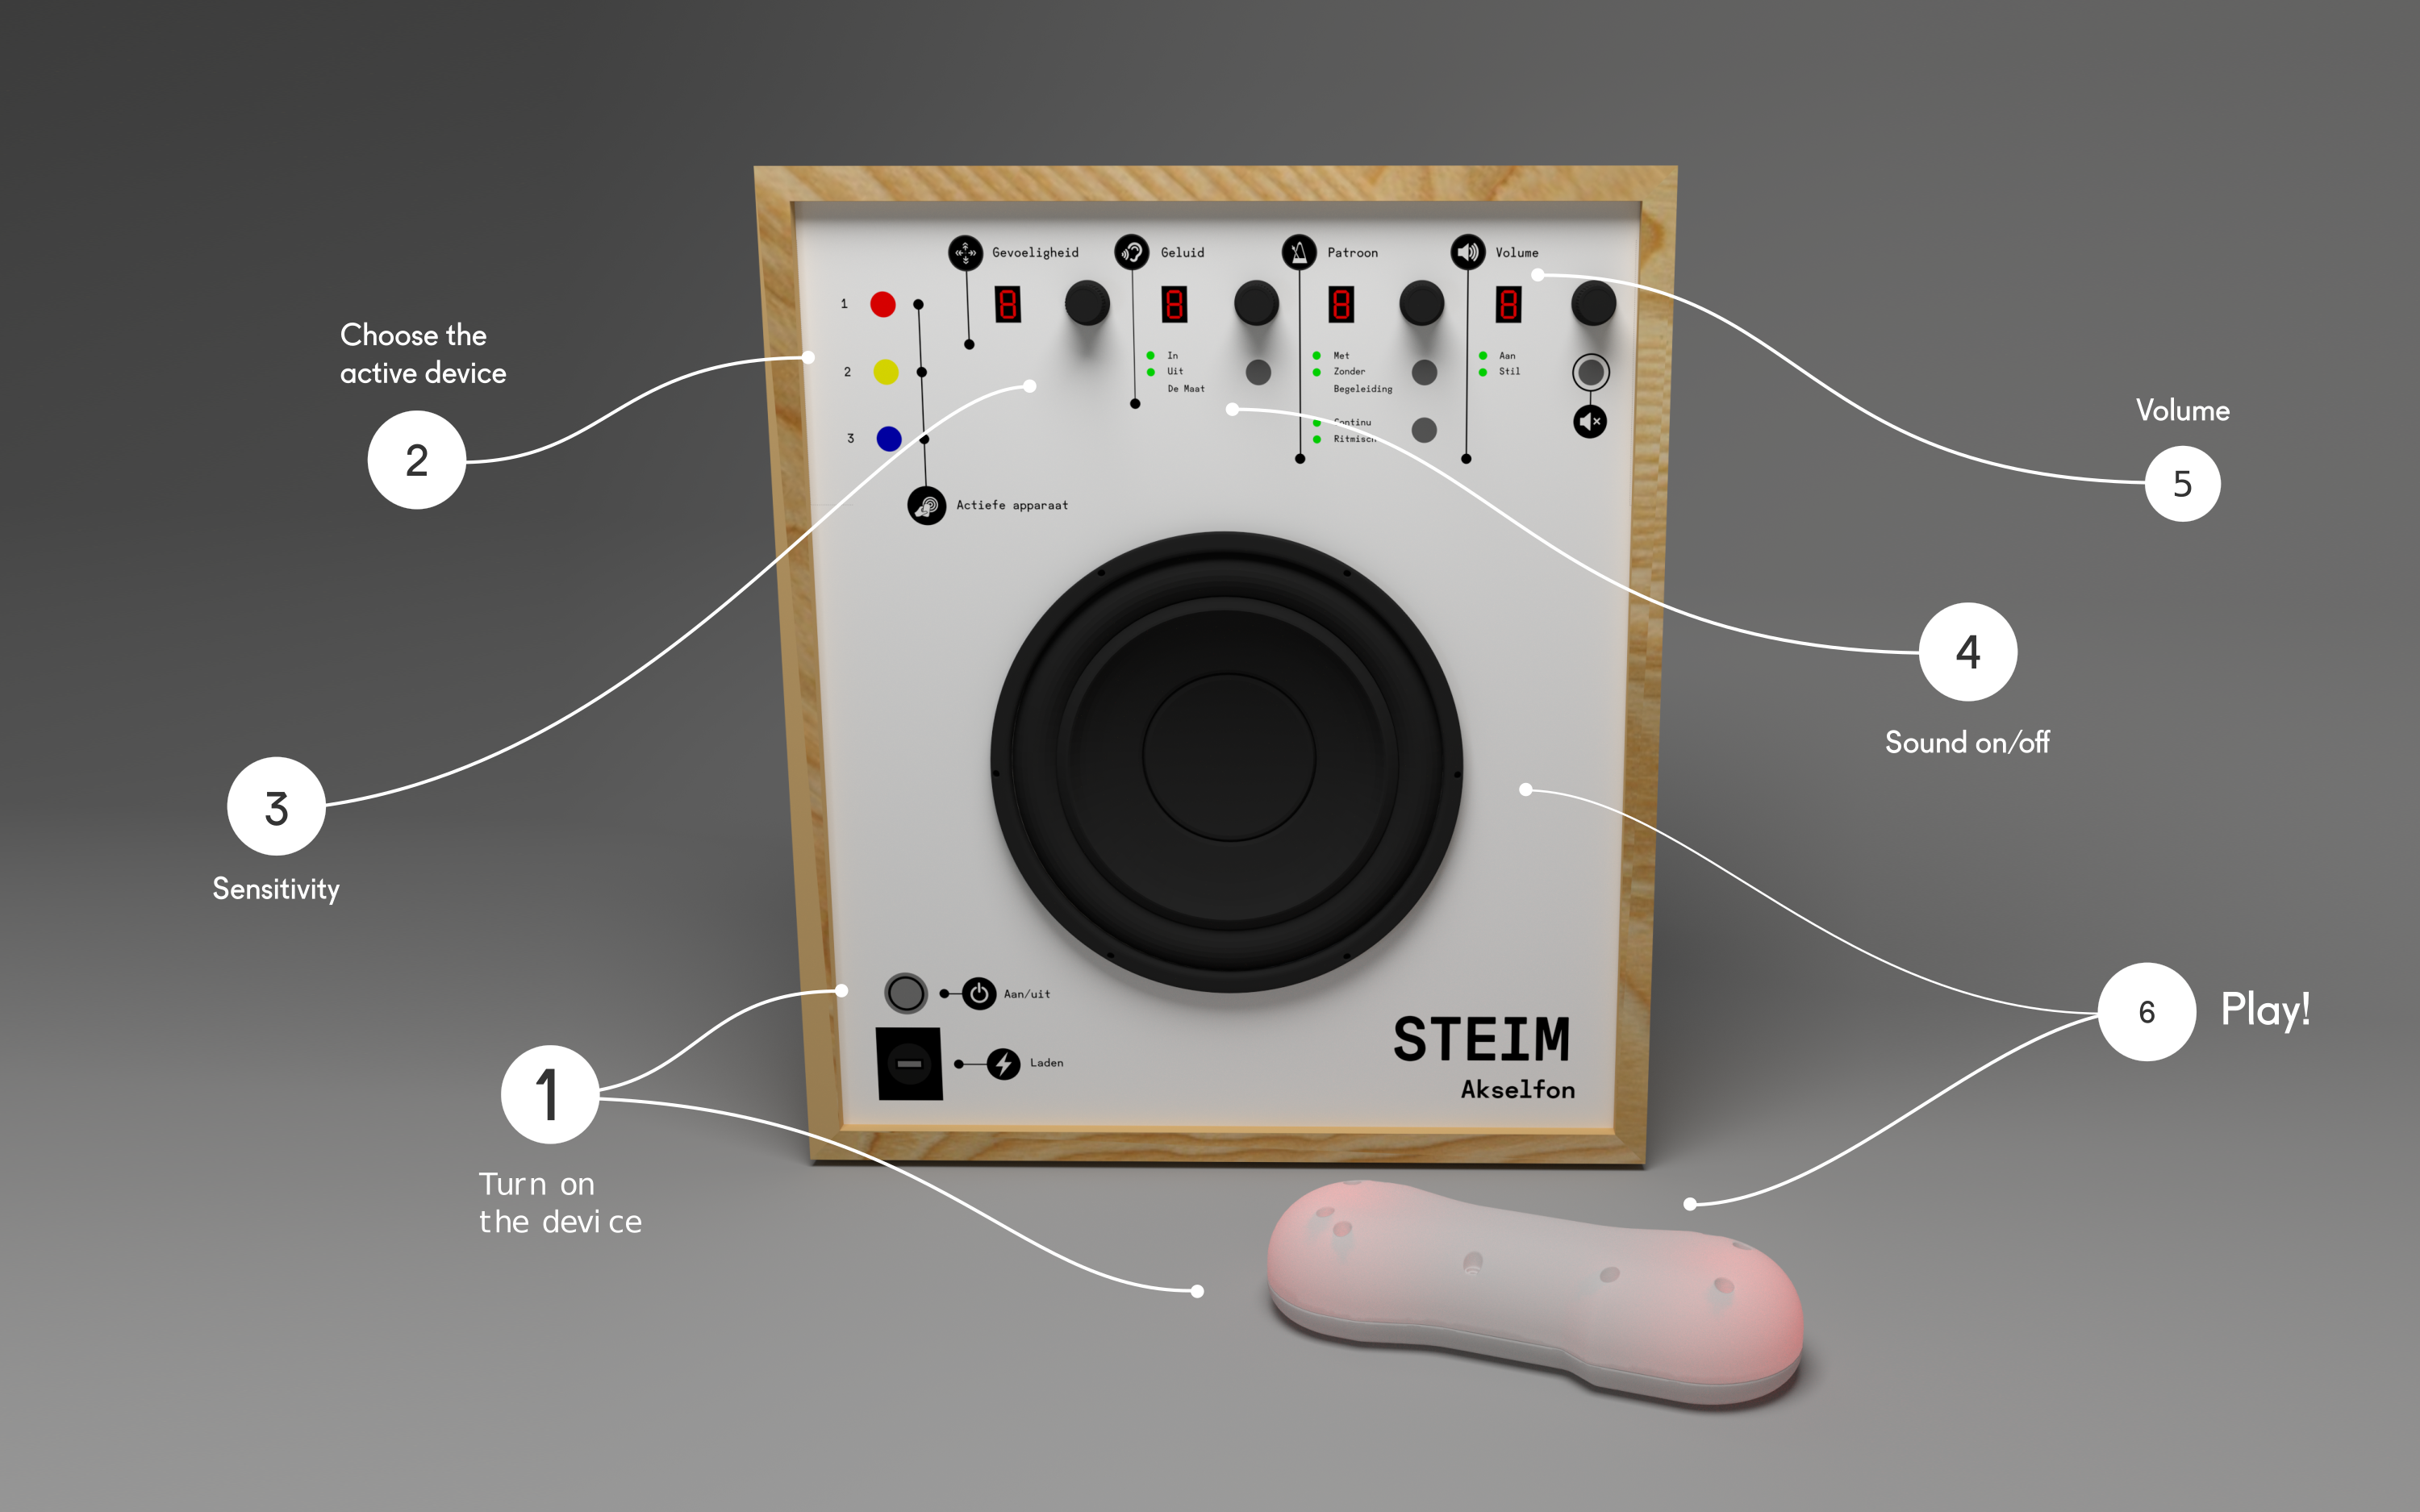 Gevoeligheid
Geluid
Patroon
Volume
1
2
3
8
8
8
8
In
Uit
De Maat
Met
Zonder
Begeleiding
Continu
Ritmisch
Aan
Stil
Actiefe apparaat
Choose the
active device
2
Volume
5
4
Sound on/off
3
Sensitivity
Aan/uit
Laden
STEIM
Akselfon
6
Play!
1
Turn on
the device